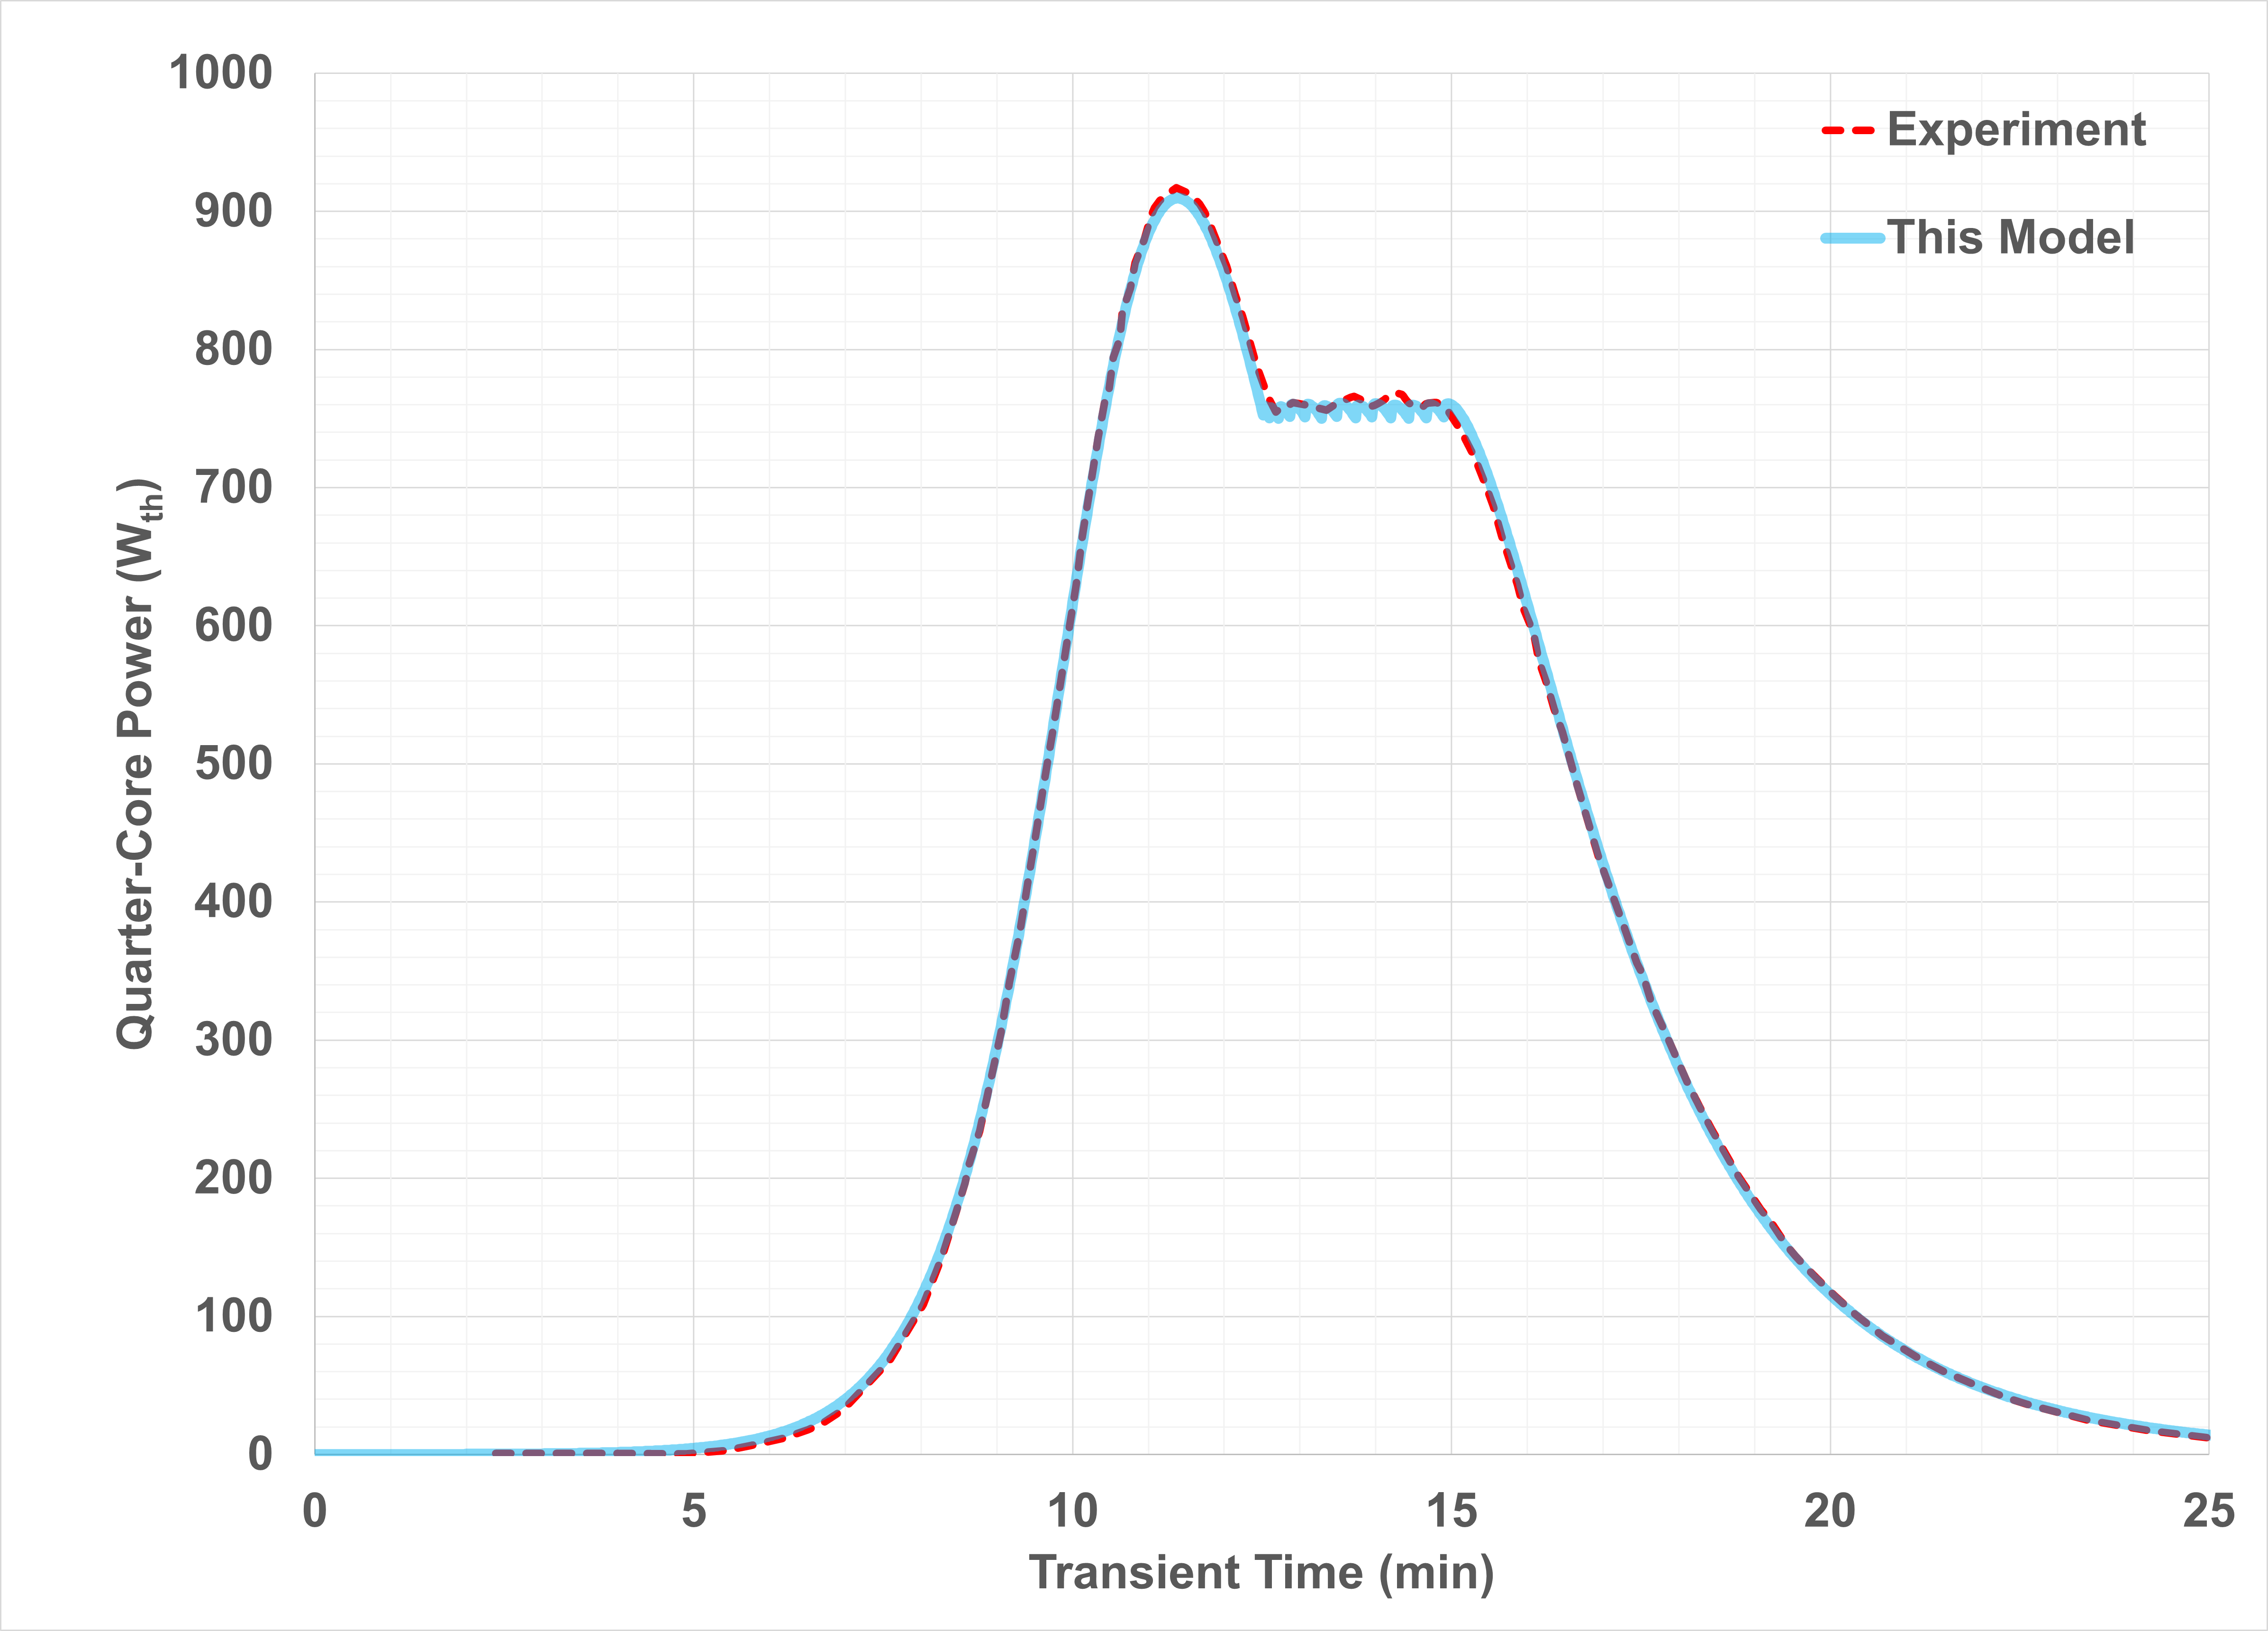 1000
900
800
700
600
500
400
300
200
100
0
Quarter-Core Power (Wth)
Experiment
This Model
0 5 10 15 20 25
Transient Time (min)